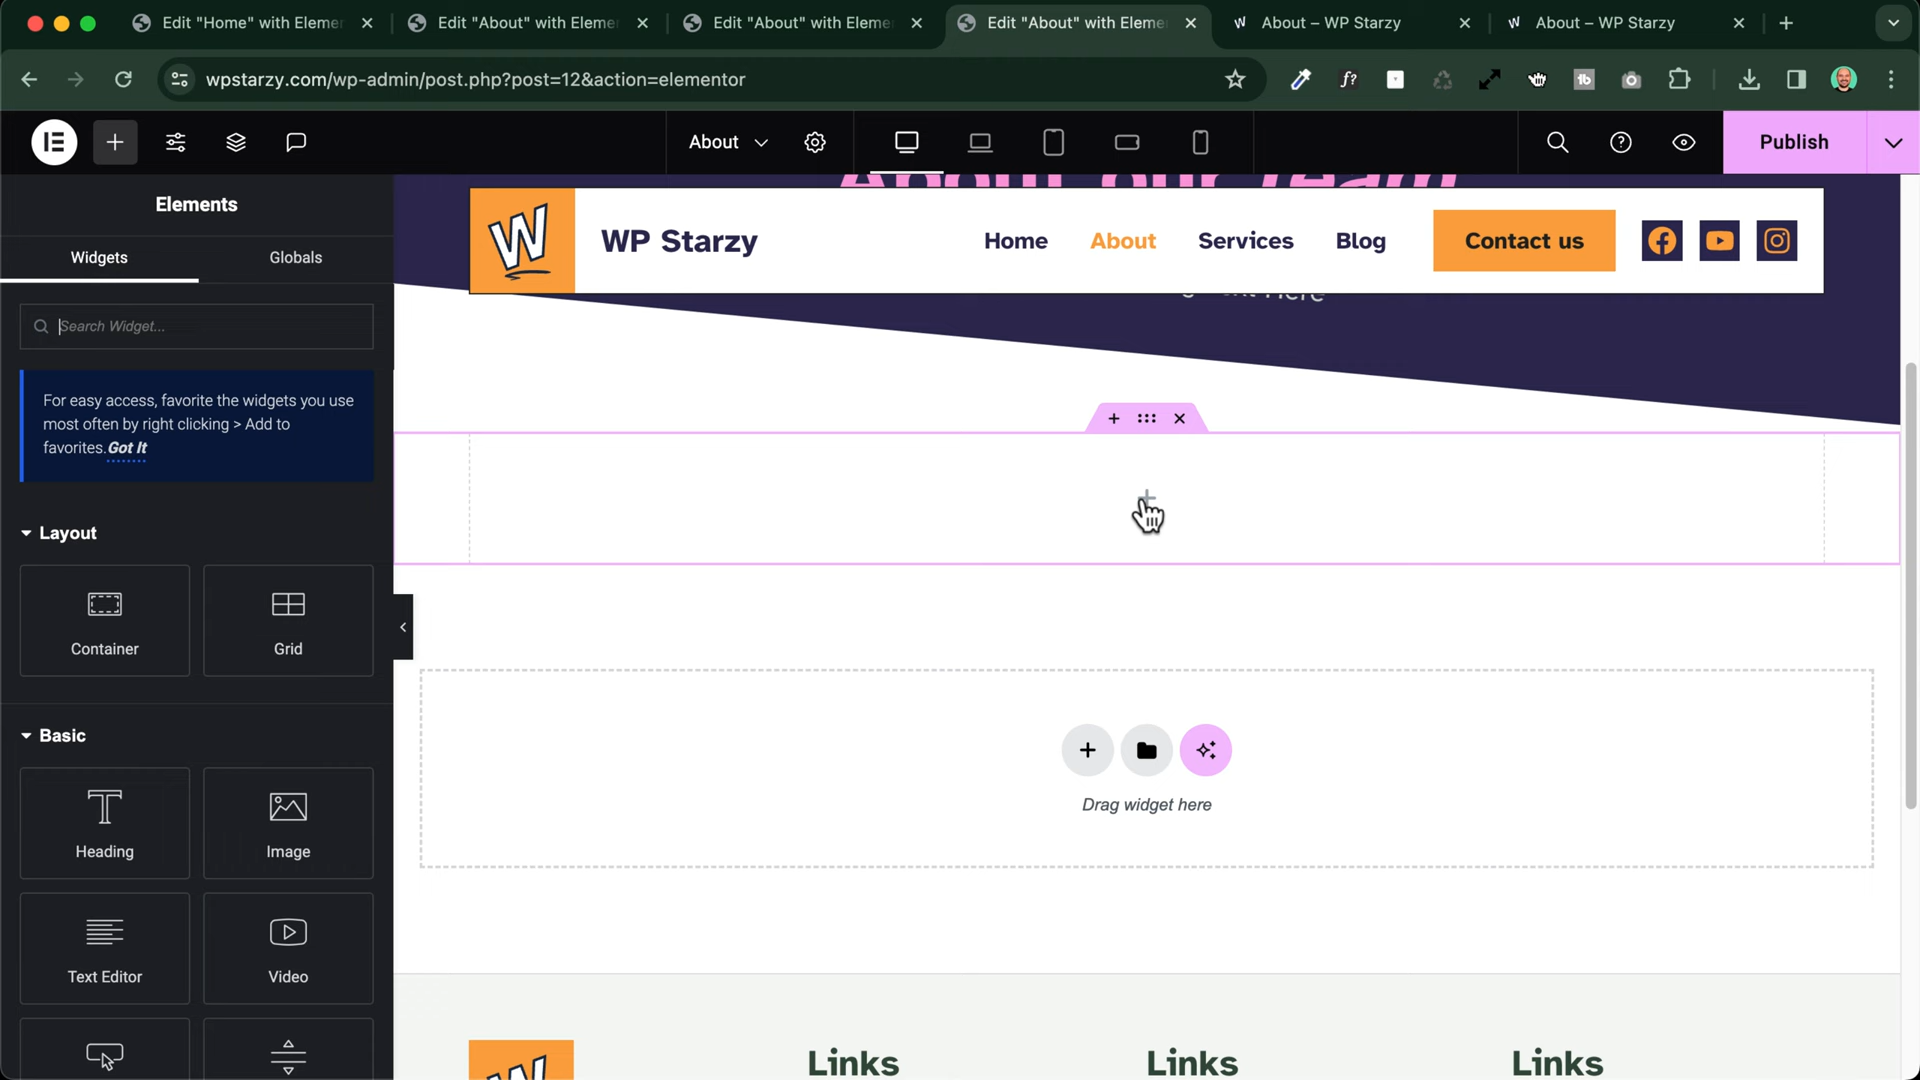 Edit "Home" with Eleme
Edit "About" with Eleme
Edit "About" with Eleme
Edit "About" with Eleme
About – WP Starzy
About – WP Starzy
wpstarzy.com/wp-admin/post.php?post=12&action=elementor
About
Publish
Elements
Widgets
Globals
Search Widget...
For easy access, favorite the widgets you use
most often by right clicking > Add to
favorites. Got It
Layout
Container
Grid
Basic
Heading
Image
Text Editor
Video
About our Team
W
WP Starzy
Home
About
Services
Blog
Contact us
Here
Drag widget here
W
Links
Links
Links